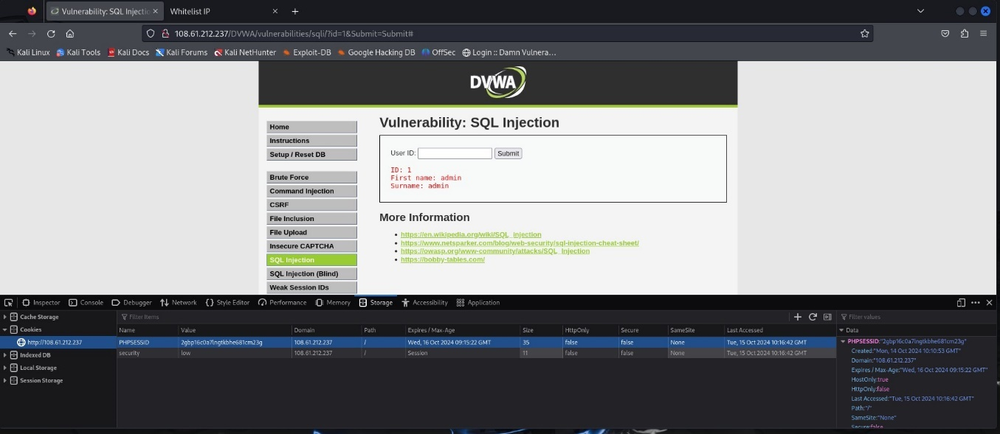 Vulnerability: SQL Injectio
Whitelist IP
108.61.212.237/DVWA/vulnerabilities/sqli/?id=1&Submit=Submit#
Kali Linux Kali Tools Kali Docs Kali Forums Kali NetHunter Exploit-DB Google Hacking DB OffSec Login :: Damn Vulnera…
DVWA
Home
Instructions
Setup / Reset DB
Brute Force
Command Injection
CSRF
File Inclusion
File Upload
Insecure CAPTCHA
SQL Injection
SQL Injection (Blind)
Weak Session IDs
Vulnerability: SQL Injection
User ID: Submit
ID: 1
First name: admin
Surname: admin
More Information
https://en.wikipedia.org/wiki/SQL_injection
https://www.netsparker.com/blog/web-security/sql-injection-cheat-sheet/
https://owasp.org/www-community/attacks/SQL_Injection
https://bobby-tables.com/
Inspector Console Debugger Network Style Editor Performance Memory Storage Accessibility Application
Cache Storage
Cookies
http://108.61.212.237
Indexed DB
Local Storage
Session Storage
Filter Items
Name Value Domain Path Expires / Max-Age Size HttpOnly Secure SameSite Last Accessed
PHPSESSID 2gbp16c0a7lngtkbhe681cm23g 108.61.212.237 / Wed, 16 Oct 2024 09:15:22 GMT 35 false false None Tue, 15 Oct 2024 10:16:42 GMT
security low 108.61.212.237 / Session 11 false false None Tue, 15 Oct 2024 10:16:42 GMT
Filter values
Data
PHPSESSID:"2gbp16c0a7lngtkbhe681cm23g"
Created:"Mon, 14 Oct 2024 10:10:53 GMT"
Domain:"108.61.212.237"
Expires / Max-Age:"Wed, 16 Oct 2024 09:15:22 GMT"
HostOnly:true
HttpOnly:false
Last Accessed:"Tue, 15 Oct 2024 10:16:42 GMT"
Path:"/"
SameSite:"None"
Secure:false